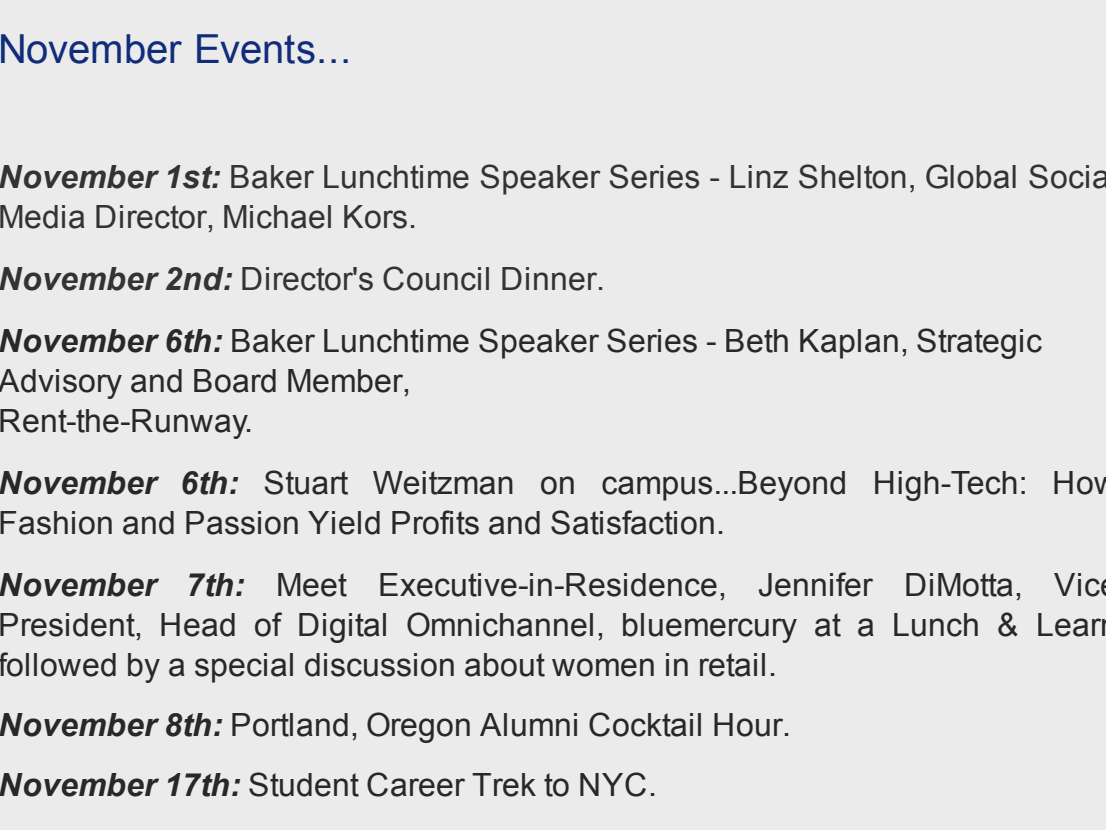 November Events...
November 1st: Baker Lunchtime Speaker Series - Linz Shelton, Global Socia
Media Director, Michael Kors.
November 2nd: Director's Council Dinner.
November 6th: Baker Lunchtime Speaker Series - Beth Kaplan, Strategic
Advisory and Board Member,
Rent-the-Runway.
November 6th: Stuart Weitzman on campus...Beyond High-Tech: How
Fashion and Passion Yield Profits and Satisfaction.
November 7th: Meet Executive-in-Residence, Jennifer DiMotta, Vice
President, Head of Digital Omnichannel, bluemercury at a Lunch & Learn
followed by a special discussion about women in retail.
November 8th: Portland, Oregon Alumni Cocktail Hour.
November 17th: Student Career Trek to NYC.